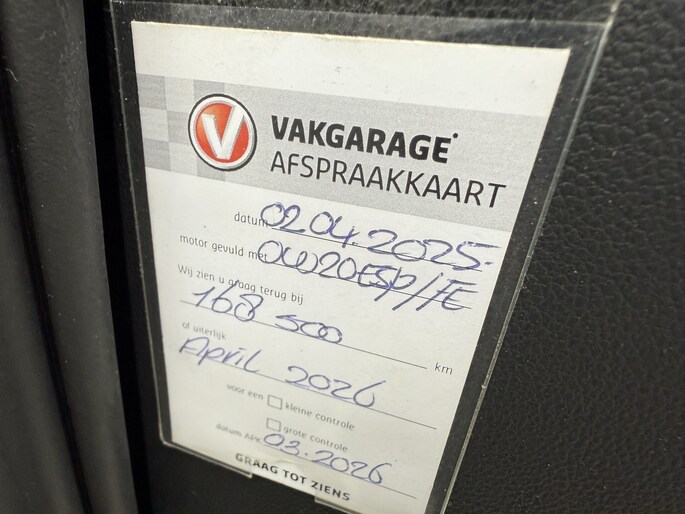 V
VAKGARAGE
AFSPRAAKKAART
datum 02.04.2025.
motor gevuld met 0W20ESP/FE
Wij zien u graag terug bij
168 500 km
of uiterlijk
April 2026
voor een kleine controle
grote controle
datum APK 03.2026
GRAAG TOT ZIENS